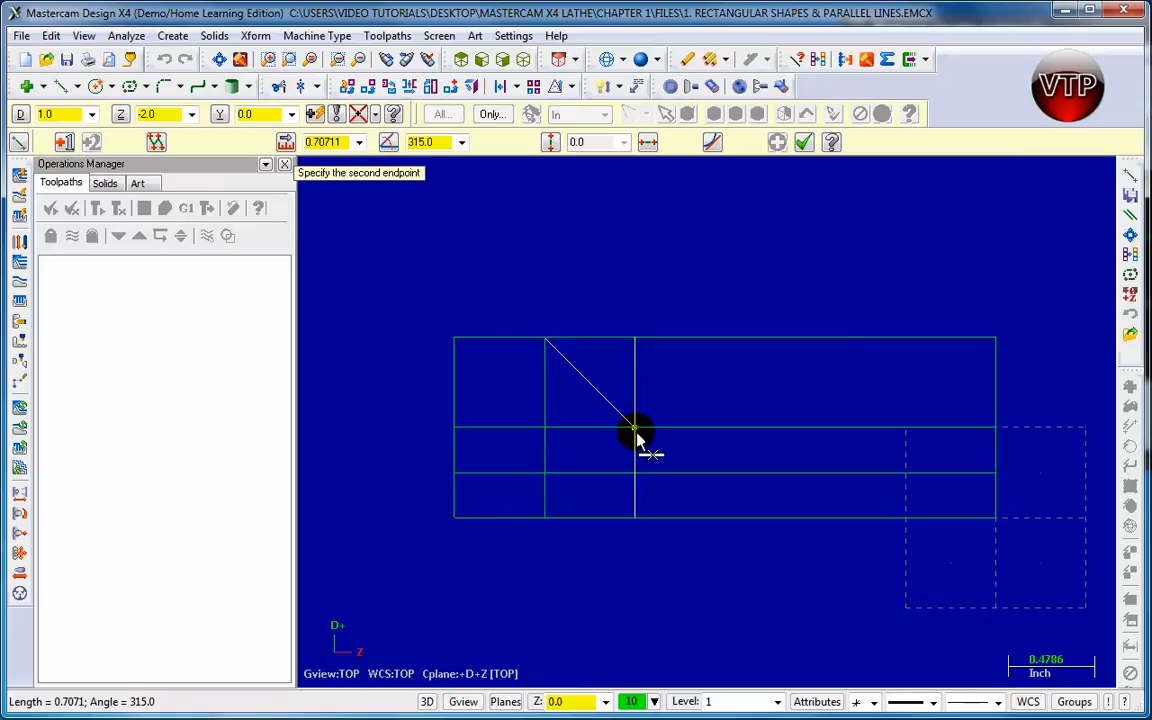 Mastercam Design X4 (Demo/Home Learning Edition) C:\USERS\VIDEO TUTORIALS\DESKTOP\MASTERCAM X4 LATHE\CHAPTER 1\FILES\1. RECTANGULAR SHAPES & PARALLEL LINES.EMCX
File Edit View Analyze Create Solids Xform Machine Type Toolpaths Screen Art Settings Help
VTP
D 1.0 Z -2.0 Y 0.0 All... Only... In
+1 +2 0.70711 315.0 0.0
Operations Manager
Specify the second endpoint
Toolpaths Solids Art
G1
D+
Z
Gview:TOP WCS:TOP Cplane:+D+Z [TOP]
0.4786
Inch
Length = 0.7071; Angle = 315.0 3D Gview Planes Z: 0.0 10 Level: 1 Attributes WCS Groups ! ?